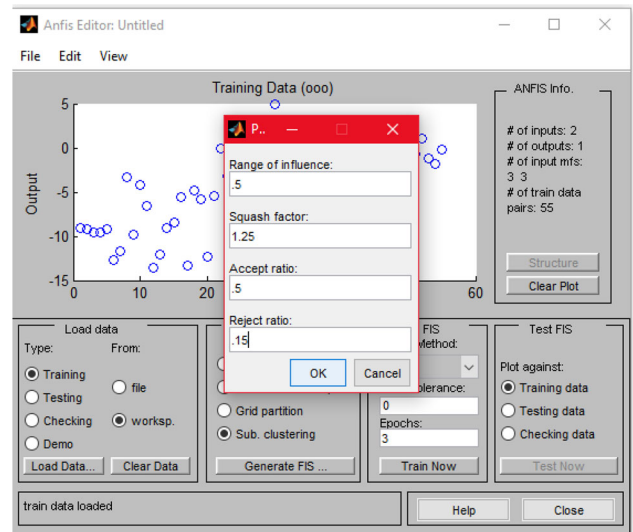 Anfis Editor: Untitled
File Edit View
Training Data (ooo)
5
0
-5
-10
-15
Output
0 10 20 60
P..
Range of influence:
.5
Squash factor:
1.25
Accept ratio:
.5
Reject ratio:
.15
OK Cancel
ANFIS Info.
# of inputs: 2
# of outputs: 1
# of input mfs:
3 3
# of train data
pairs: 55
Structure
Clear Plot
Load data
Type: From:
Training
Testing
Checking
Demo
file
worksp.
Load Data... Clear Data
Grid partition
Sub. clustering
Generate FIS ...
FIS
0
Epochs:
3
Train Now
Test FIS
Plot against:
Training data
Testing data
Checking data
Test Now
train data loaded
Help Close